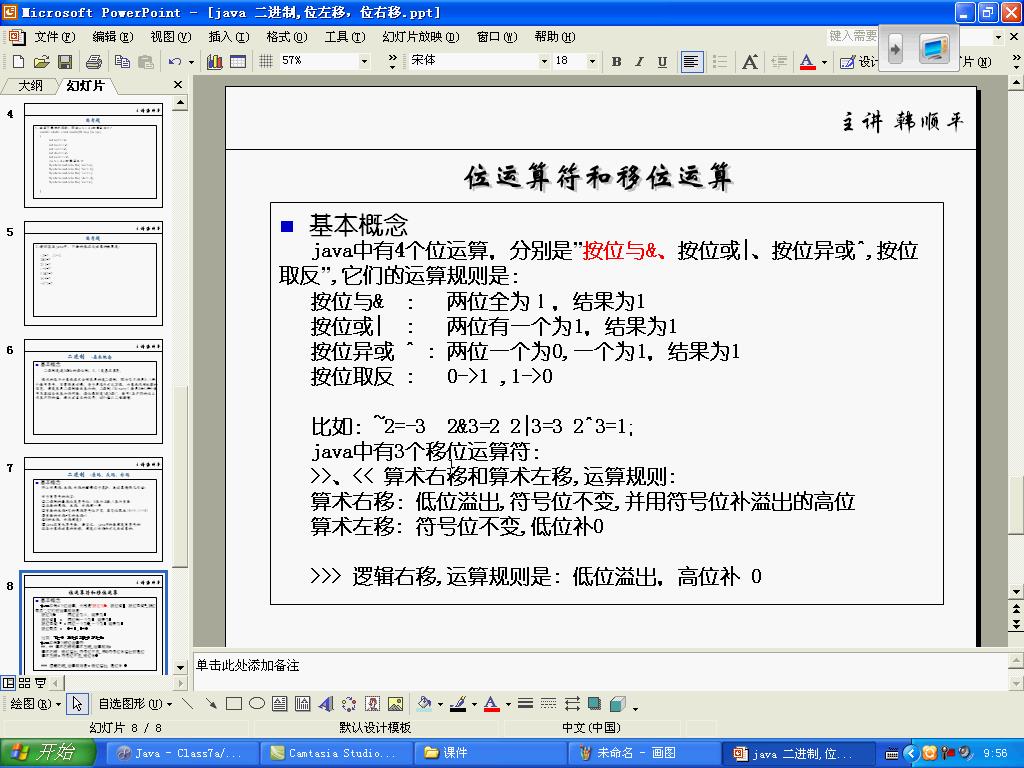 Microsoft PowerPoint - [java 二进制,位左移，位右移.ppt]
文件(F) 编辑(E) 视图(V) 插入(I) 格式(O) 工具(T) 幻灯片放映(D) 窗口(W) 帮助(H) 键入需要
57% 宋体 18 B I U A A 设计
大纲 幻灯片
4
5
6
7
8
主讲 韩顺平
位运算符和移位运算
基本概念
java中有4个位运算，分别是”按位与&、按位或|、按位异或^,按位
取反”,它们的运算规则是:
按位与& : 两位全为１，结果为1
按位或| : 两位有一个为1，结果为1
按位异或 ^ : 两位一个为0,一个为1，结果为1
按位取反 : 0->1 ,1->0
比如: ~2=-3 2&3=2 2|3=3 2^3=1;
java中有3个移位运算符:
>>、<< 算术右移和算术左移,运算规则:
算术右移: 低位溢出,符号位不变,并用符号位补溢出的高位
算术左移: 符号位不变,低位补0
>>> 逻辑右移,运算规则是: 低位溢出，高位补 0
单击此处添加备注
绘图(R) 自选图形(U)
幻灯片 8 / 8 默认设计模板 中文(中国)
开始 Java - Class7a/... Camtasia Studio... 课件 未命名 - 画图 java 二进制,位... 9:56